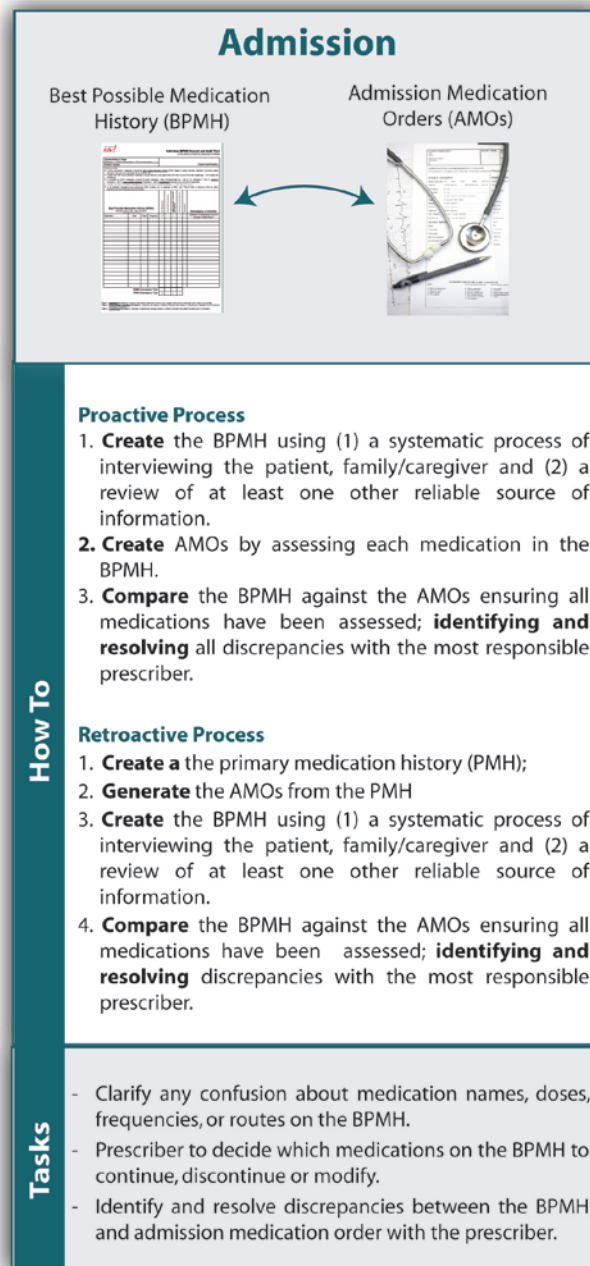 Admission
Best Possible Medication
History (BPMH)
Admission Medication
Orders (AMOs)
How To
Proactive Process
1. Create the BPMH using (1) a systematic process of
interviewing the patient, family/caregiver and (2) a
review of at least one other reliable source of
information.
2. Create AMOs by assessing each medication in the
BPMH.
3. Compare the BPMH against the AMOs ensuring all
medications have been assessed; identifying and
resolving all discrepancies with the most responsible
prescriber.
Retroactive Process
1. Create a the primary medication history (PMH);
2. Generate the AMOs from the PMH
3. Create the BPMH using (1) a systematic process of
interviewing the patient, family/caregiver and (2) a
review of at least one other reliable source of
information.
4. Compare the BPMH against the AMOs ensuring all
medications have been assessed; identifying and
resolving discrepancies with the most responsible
prescriber.
Tasks
- Clarify any confusion about medication names, doses,
frequencies, or routes on the BPMH.
- Prescriber to decide which medications on the BPMH to
continue, discontinue or modify.
- Identify and resolve discrepancies between the BPMH
and admission medication order with the prescriber.